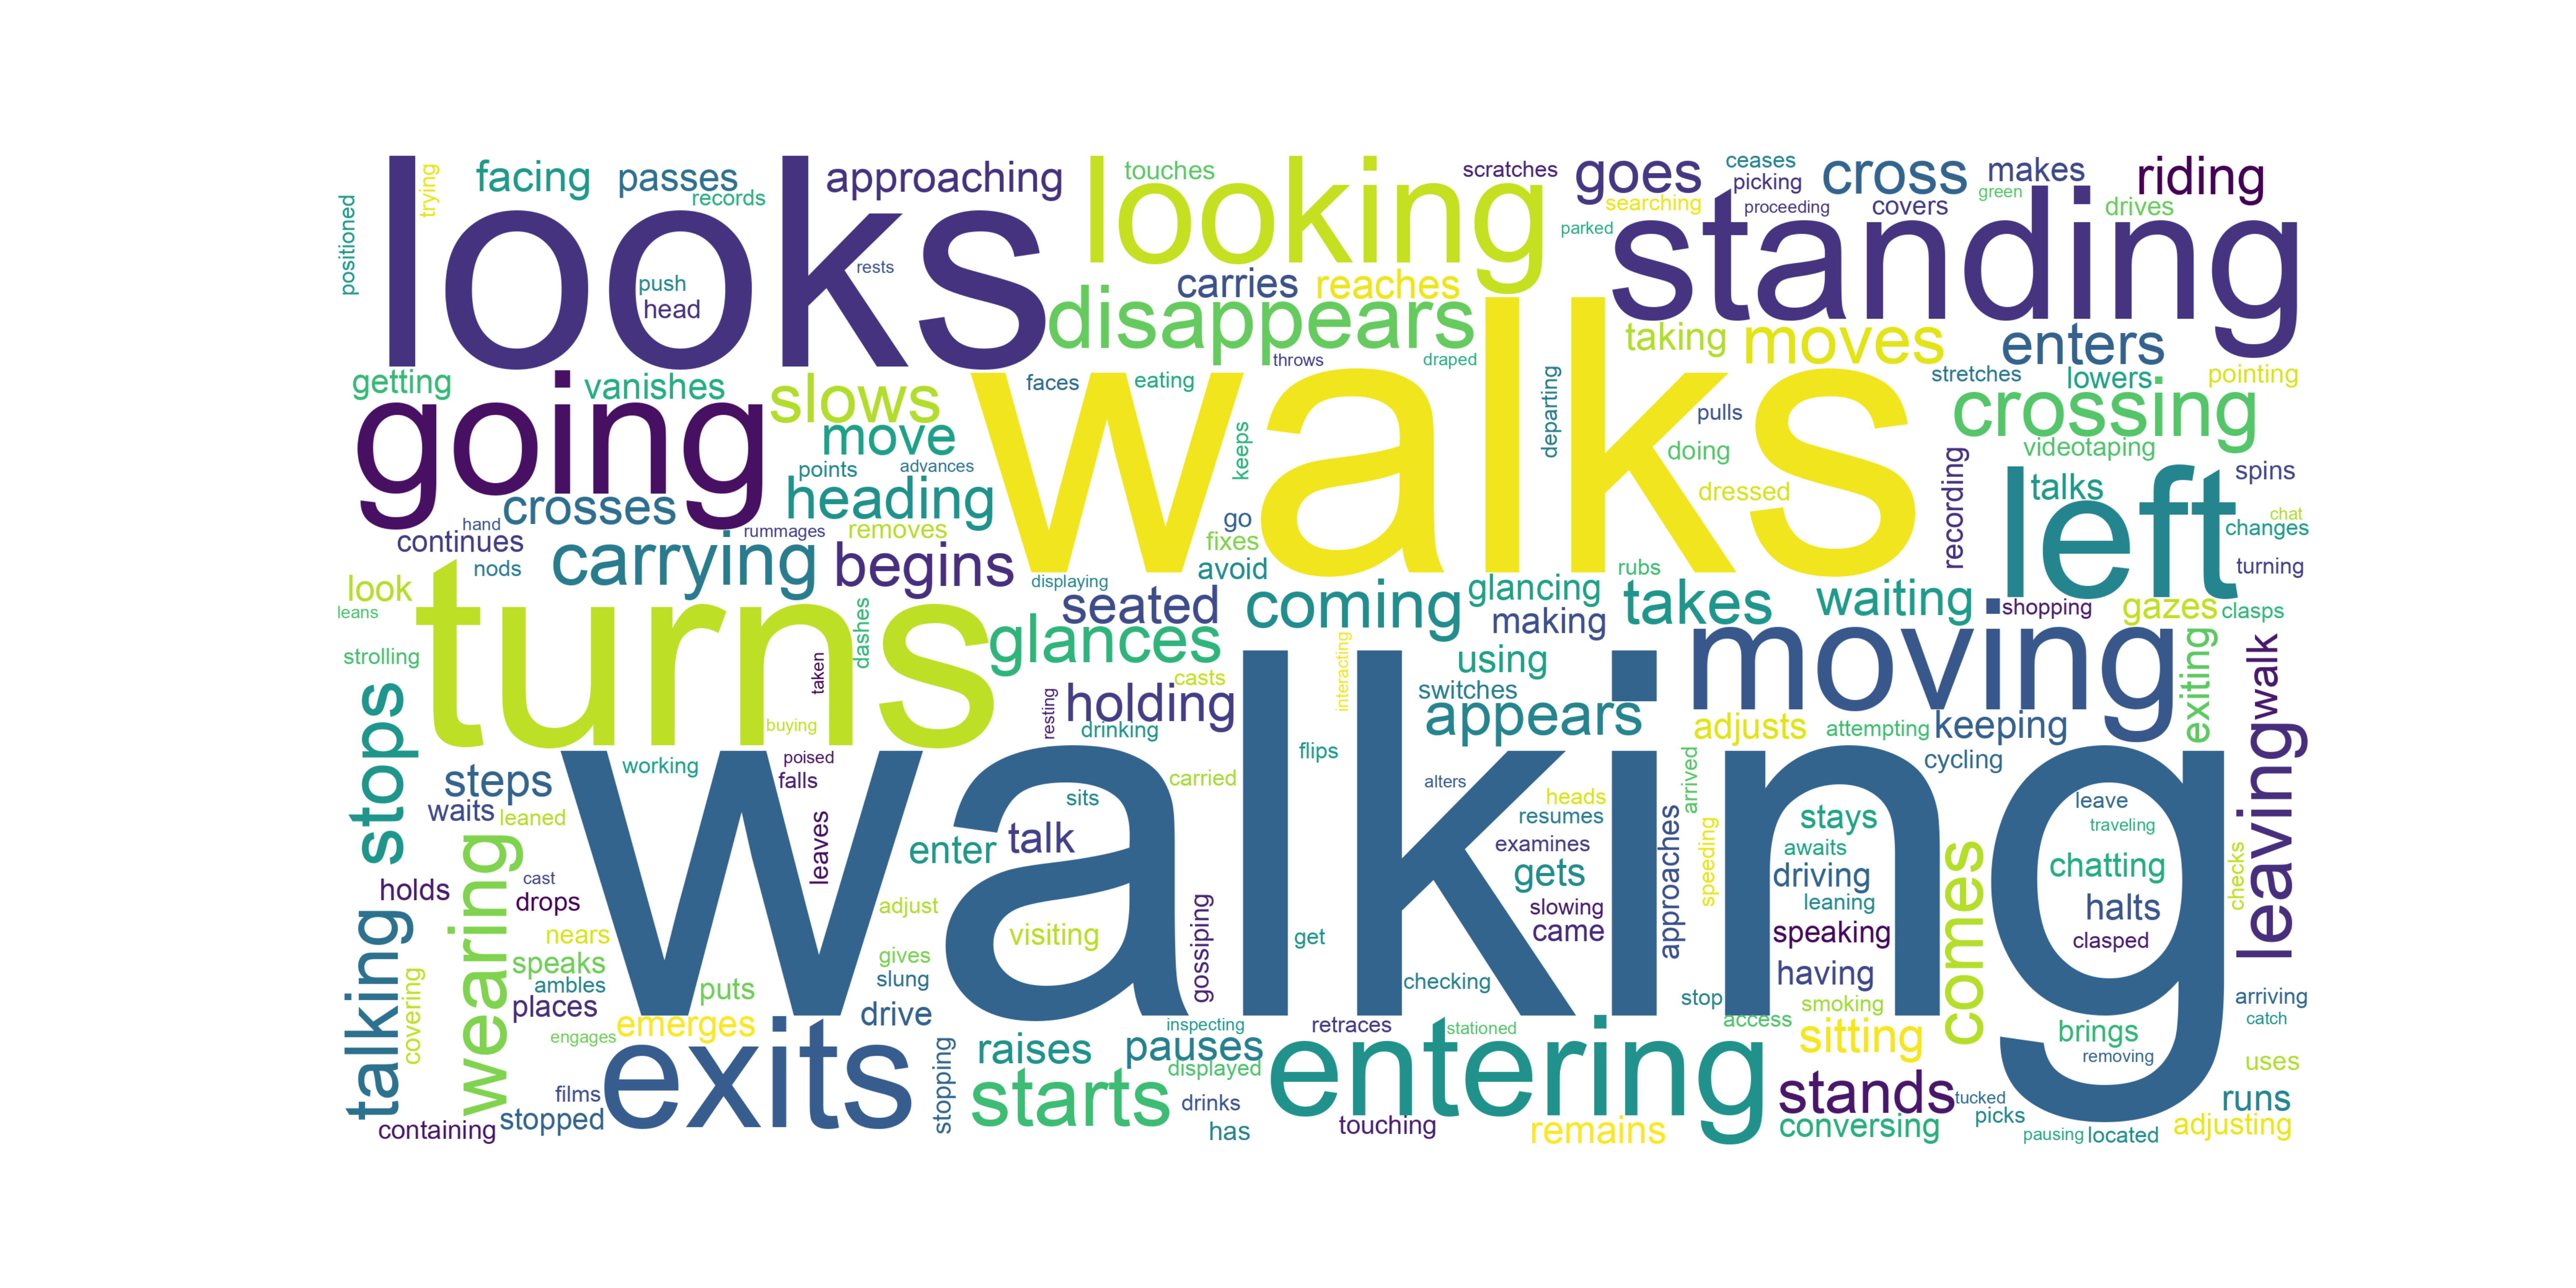 looks
trying
facing
passes
records
approaching
looking
touches
scratches
goes
searching
ceases
picking
proceeding
cross
covers
makes
green
riding
drives
positioned
push
head
rests
standing
parked
carries
reaches
disappears
throws
draped
taking
moves
enters
stretches
lowers
pointing
getting
vanishes
slows
faces
eating
walks
departing
pulls
crossing
videotaping
going
move
points
advances
keeps
doing
dressed
recording
left
talks
spins
chat
changes
turning
crosses
heading
hand
continues
nods
rummages
removes
go
fixes
avoid
carrying
begins
displaying
rubs
look
leans
turns
dashes
seated
coming
glancing
making
takes
waiting
shopping
gazes
clasps
strolling
glances
taken
buying
casts
interacting
using
moving
exiting
walk
stops
holding
resting
drinking
switches
appears
adjusts
attempting
keeping
leaving
walking
working
poised
falls
flips
cycling
steps
waits
leaned
sits
carried
alters
heads
resumes
arrived
leave
traveling
wearing
leaves
enter
talk
examines
approaches
speeding
stays
awaits
chatting
checks
holds
cast
drops
gets
driving
leaning
comes
halts
talking
nears
adjust
visiting
gossiping
get
slowing
came
speaking
clasped
covering
speaks
ambles
places
puts
gives
slung
checking
having
stop
smoking
arriving
catch
engages
emerges
drive
inspecting
retraces
stationed
access
sitting
brings
removing
uses
films
exits
stopping
raises
pauses
displayed
entering
stands
tucked
runs
containing
stopped
starts
drinks
has
touching
remains
conversing
picks
pausing
located
adjusting